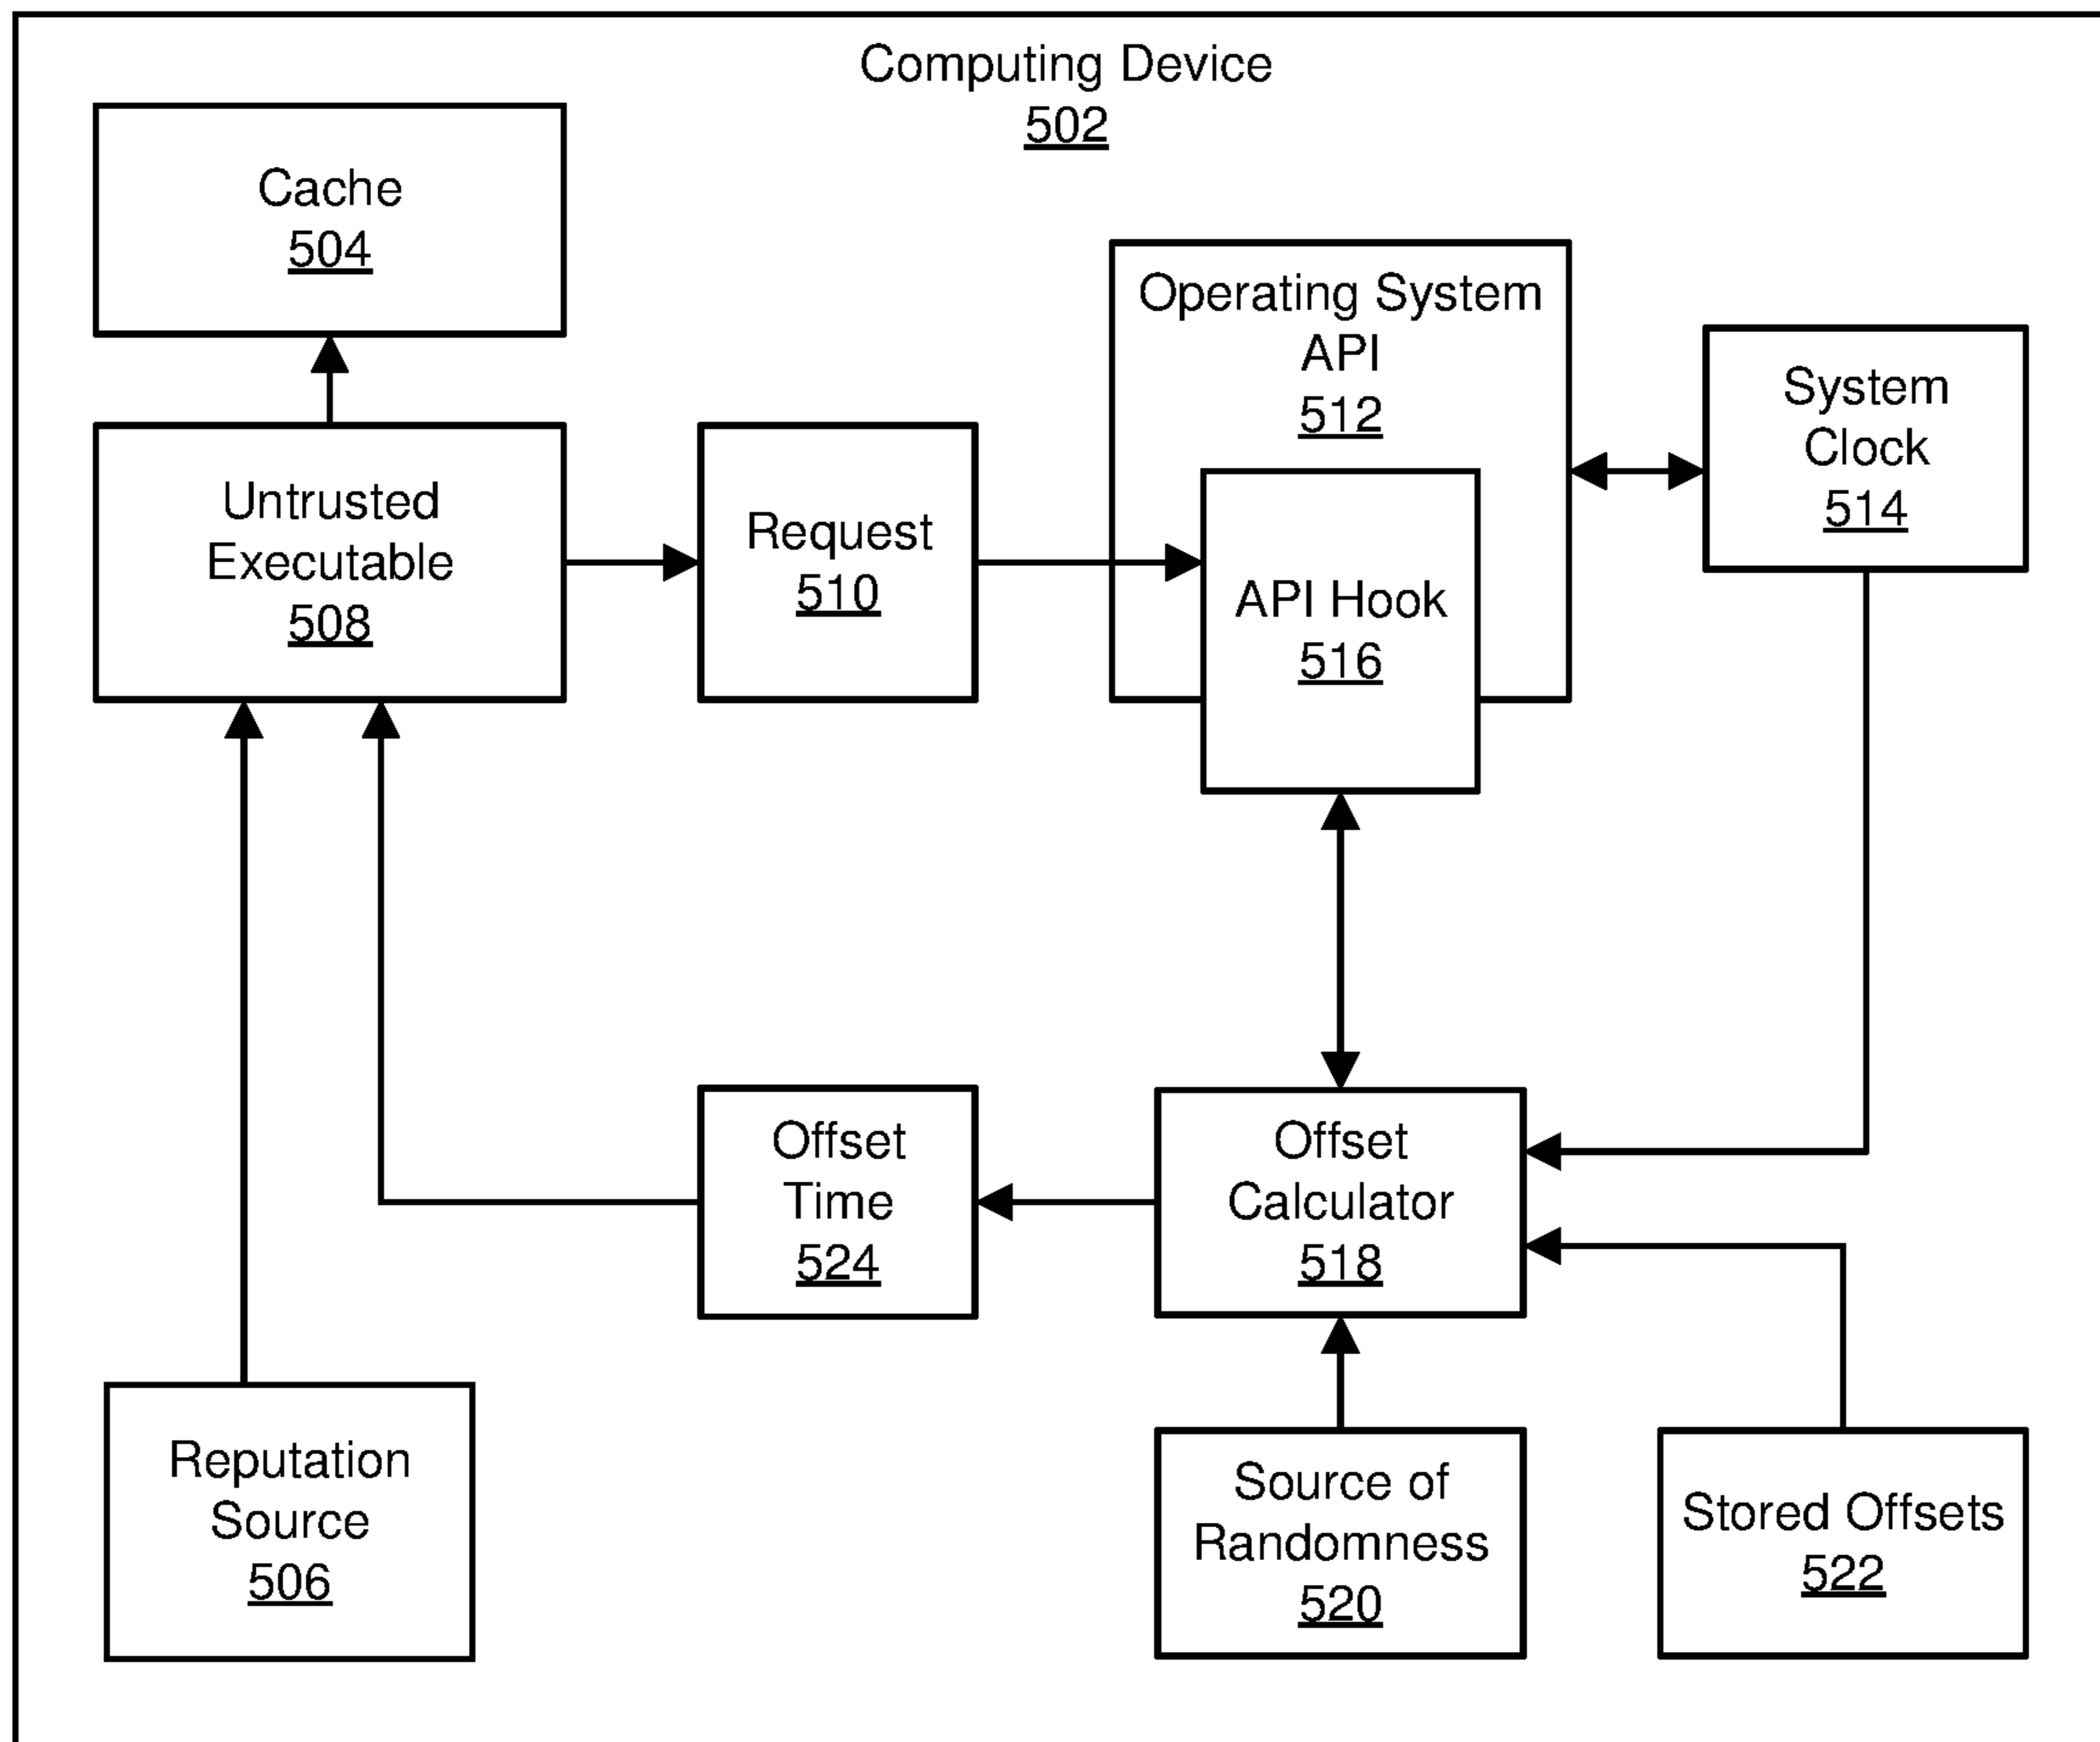 Computing Device
502
Cache
504
Operating System
API
512
System
Clock
514
Untrusted
Executable
508
Request
510
API Hook
516
Offset
Time
524
Offset
Calculator
518
Reputation
Source
506
Source of
Randomness
520
Stored Offsets
522